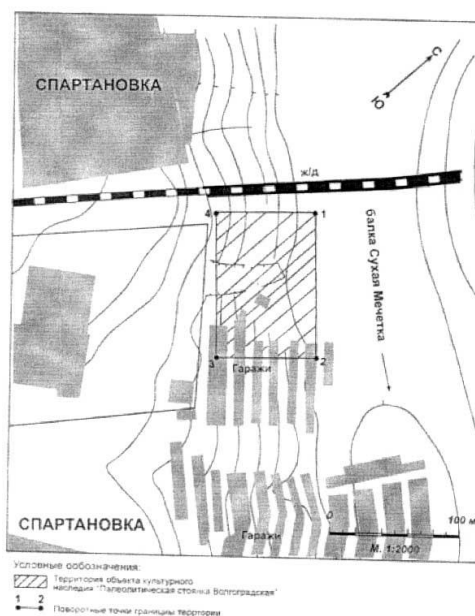 СПАРТАНОВКА
С
Ю
ж/д
4
1
балка Сухая Мечетка
3
2
Гаражи
СПАРТАНОВКА
Гаражи
0
100 м
М. 1:2000
Условные обозначения:
Территория объекта культурного
наследия "Палеолитическая стоянка Волгоградская"
1 2
Поворотные точки границы территории